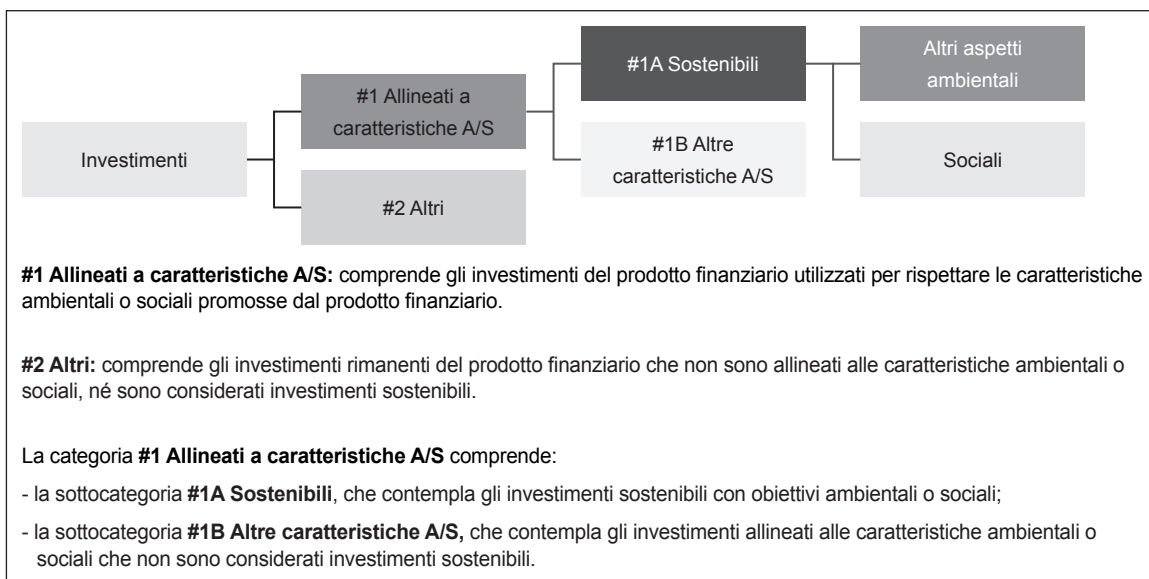 Investimenti
#1 Allineati a
caratteristiche A/S
#2 Altri
#1A Sostenibili
#1B Altre
caratteristiche A/S
Altri aspetti
ambientali
Sociali
#1 Allineati a caratteristiche A/S: comprende gli investimenti del prodotto finanziario utilizzati per rispettare le caratteristiche
ambientali o sociali promosse dal prodotto finanziario.
#2 Altri: comprende gli investimenti rimanenti del prodotto finanziario che non sono allineati alle caratteristiche ambientali o
sociali, né sono considerati investimenti sostenibili.
La categoria #1 Allineati a caratteristiche A/S comprende:
- la sottocategoria #1A Sostenibili, che contempla gli investimenti sostenibili con obiettivi ambientali o sociali;
- la sottocategoria #1B Altre caratteristiche A/S, che contempla gli investimenti allineati alle caratteristiche ambientali o
sociali che non sono considerati investimenti sostenibili.